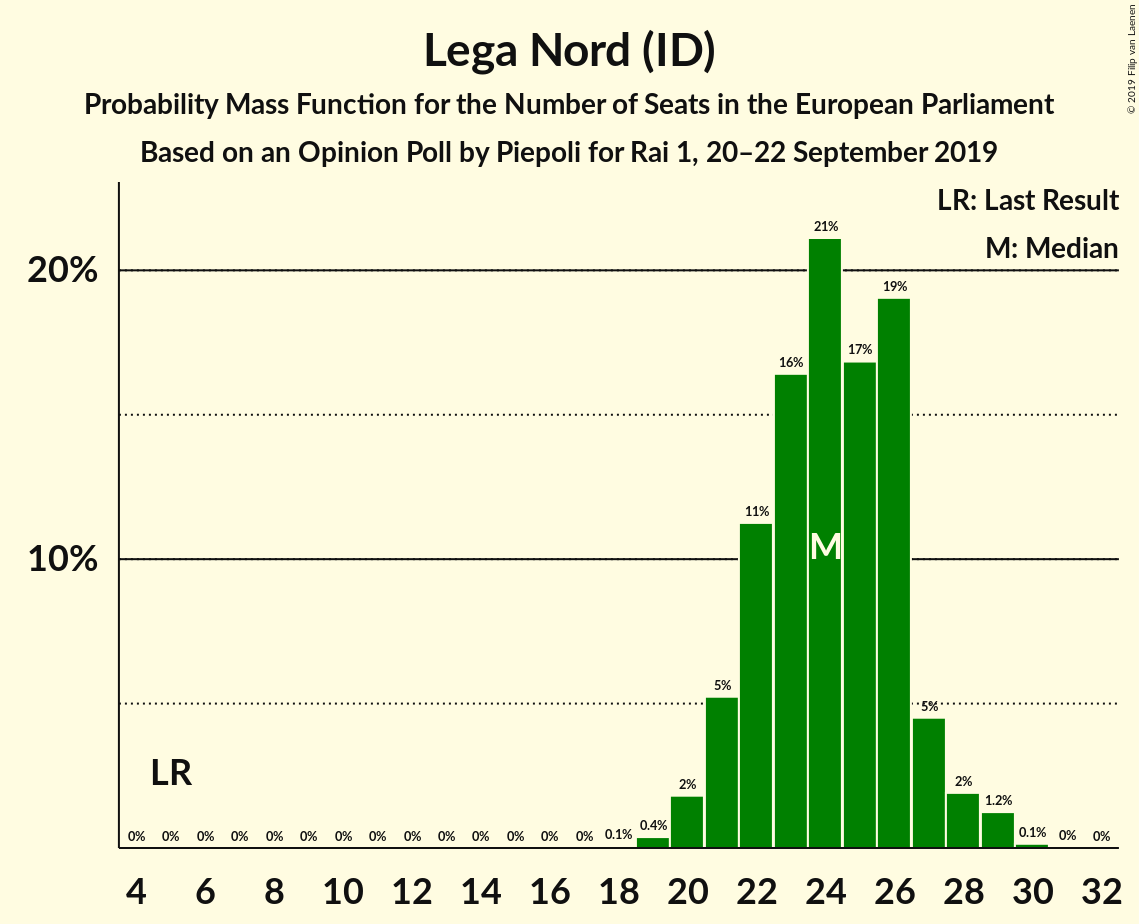 Lega Nord (ID)
Probability Mass Function for the Number of Seats in the European Parliament
Based on an Opinion Poll by Piepoli for Rai 1, 20–22 September 2019
© 2019 Filip van Laenen
LR: Last Result
M: Median
20%
10%
21%
19%
17%
16%
11%
M
5%
5%
LR
2%
2%
1.2%
0% 0% 0% 0% 0% 0% 0% 0% 0% 0% 0% 0% 0% 0% 0.1% 0.4% 0.1% 0% 0%
4 6 8 10 12 14 16 18 20 22 24 26 28 30 32